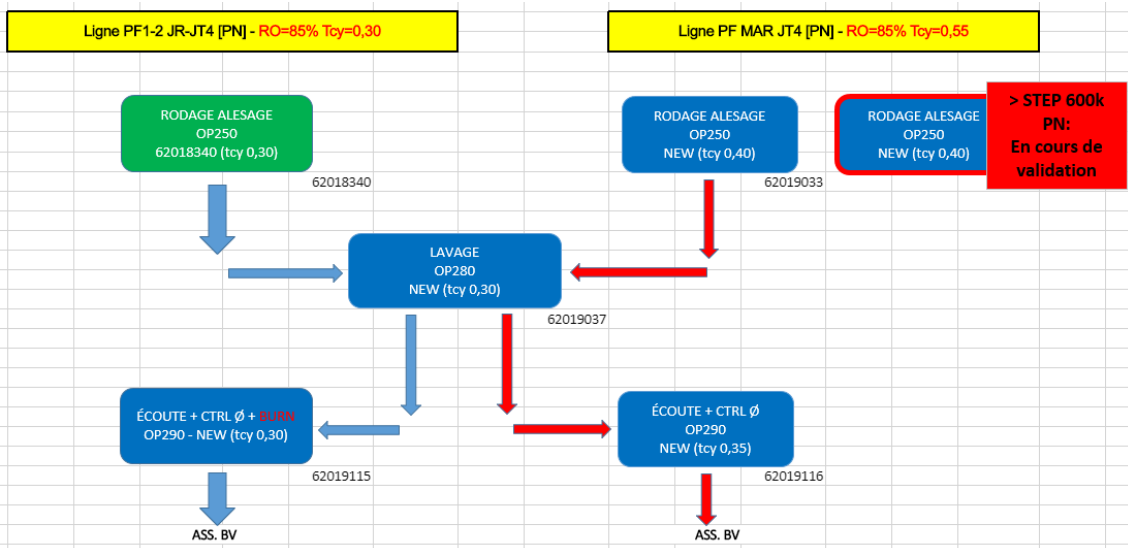 Ligne PF1-2 JR-JT4 [PN] - RO=85% Tcy=0,30
Ligne PF MAR JT4 [PN] - RO=85% Tcy=0,55
RODAGE ALESAGE
OP250
62018340 (tcy 0,30)
62018340
RODAGE ALESAGE
OP250
NEW (tcy 0,40)
62019033
RODAGE ALESAGE
OP250
NEW (tcy 0,40)
> STEP 600k
PN:
En cours de
validation
LAVAGE
OP280
NEW (tcy 0,30)
62019037
ÉCOUTE + CTRL Ø + BURN
OP290 - NEW (tcy 0,30)
62019115
ÉCOUTE + CTRL Ø
OP290
NEW (tcy 0,35)
62019116
ASS. BV
ASS. BV